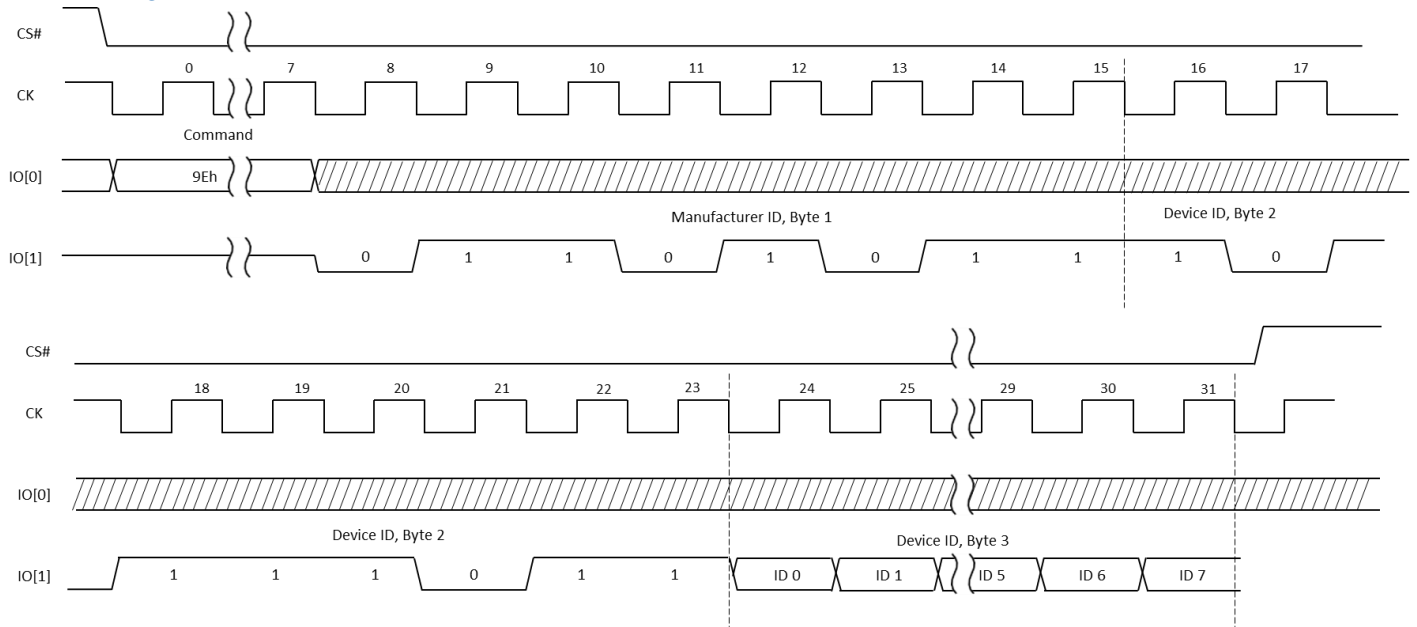 CS#
0 7 8 9 10 11 12 13 14 15 16 17
CK
Command
IO[0] 9Eh
Manufacturer ID, Byte 1 Device ID, Byte 2
IO[1] 0 1 1 0 1 0 1 1 1 0
CS#
18 19 20 21 22 23 24 25 29 30 31
CK
IO[0]
Device ID, Byte 2 Device ID, Byte 3
IO[1] 1 1 1 0 1 1 ID 0 ID 1 ID 5 ID 6 ID 7